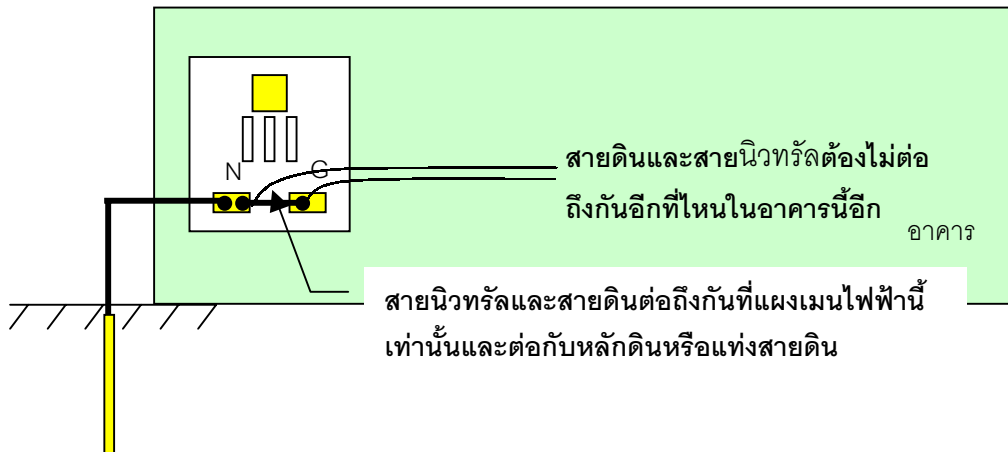 N
G
สายดินและสายนิวทรัลต้องไม่ต่อ
ถึงกันอีกที่ไหนในอาคารนี้อีก
อาคาร
สายนิวทรัลและสายดินต่อถึงกันที่แผงเมนไฟฟ้านี้
เท่านั้นและต่อกับหลักดินหรือแท่งสายดิน